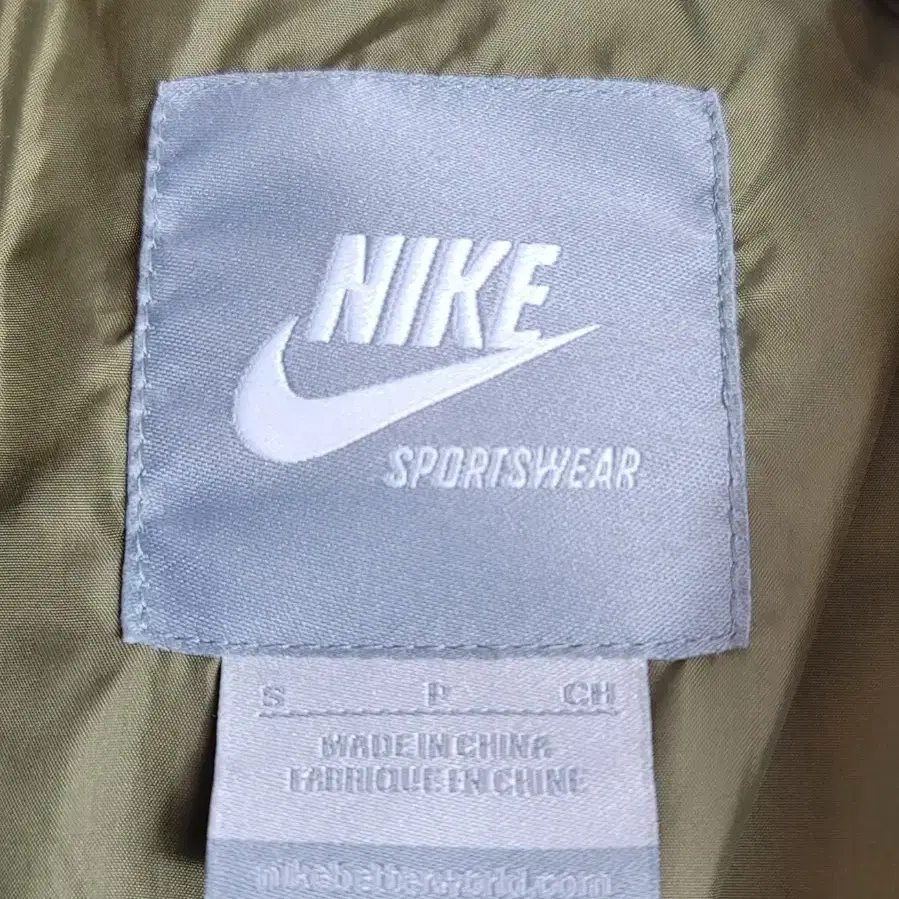 NIKE
SPORTSWEAR
S P CH
MADE IN CHINA
FABRIQUE EN CHINE
nikebetterworld.com